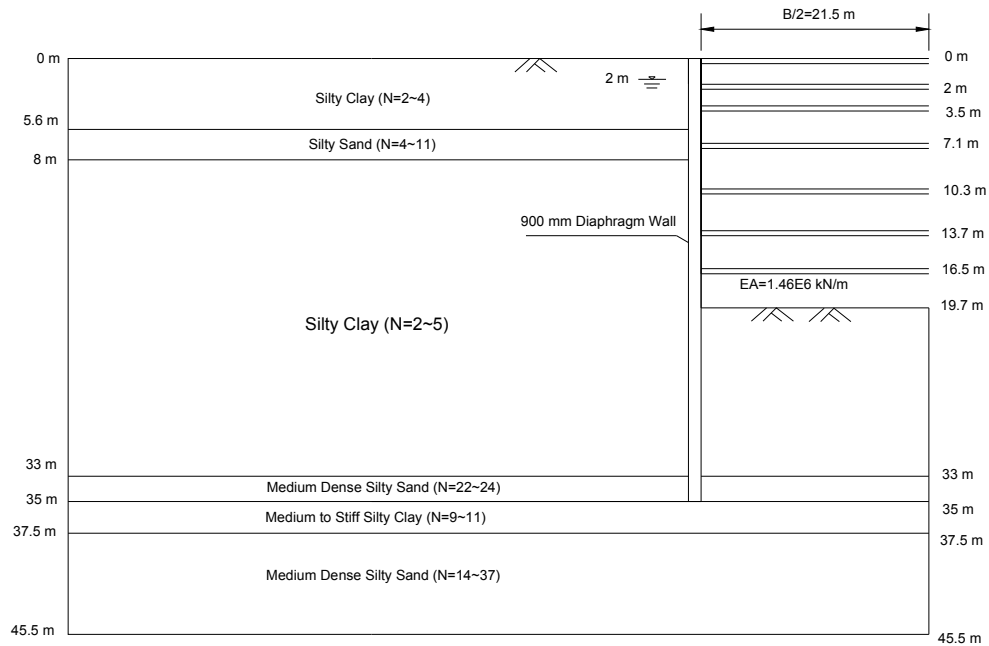 B/2=21.5 m
0 m
0 m
2 m
2 m
Silty Clay (N=2~4)
3.5 m
5.6 m
Silty Sand (N=4~11)
7.1 m
8 m
10.3 m
900 mm Diaphragm Wall
13.7 m
16.5 m
EA=1.46E6 kN/m
19.7 m
Silty Clay (N=2~5)
33 m
33 m
Medium Dense Silty Sand (N=22~24)
35 m
35 m
Medium to Stiff Silty Clay (N=9~11)
37.5 m
37.5 m
Medium Dense Silty Sand (N=14~37)
45.5 m
45.5 m